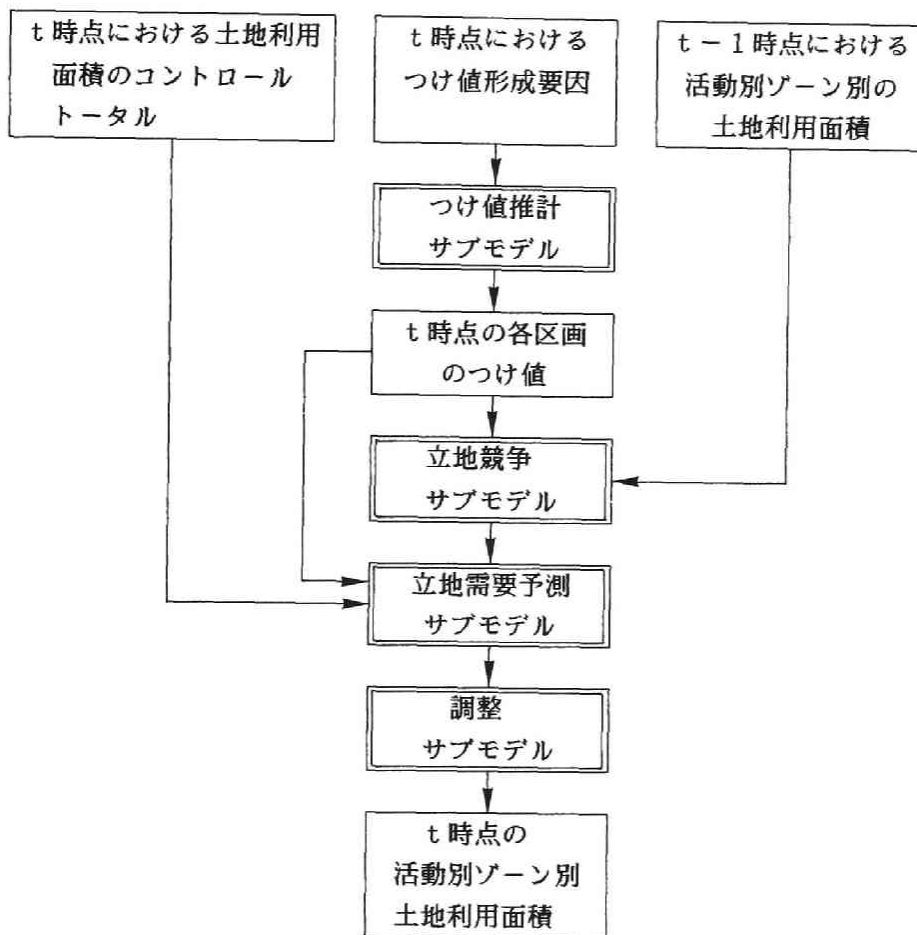 t時点における土地利用
面積のコントロール
トータル
t時点における
つけ値形成要因
t－1時点における
活動別ゾーン別の
土地利用面積
つけ値推計
サブモデル
t時点の各区画
のつけ値
立地競争
サブモデル
立地需要予測
サブモデル
調整
サブモデル
t時点の
活動別ゾーン別
土地利用面積